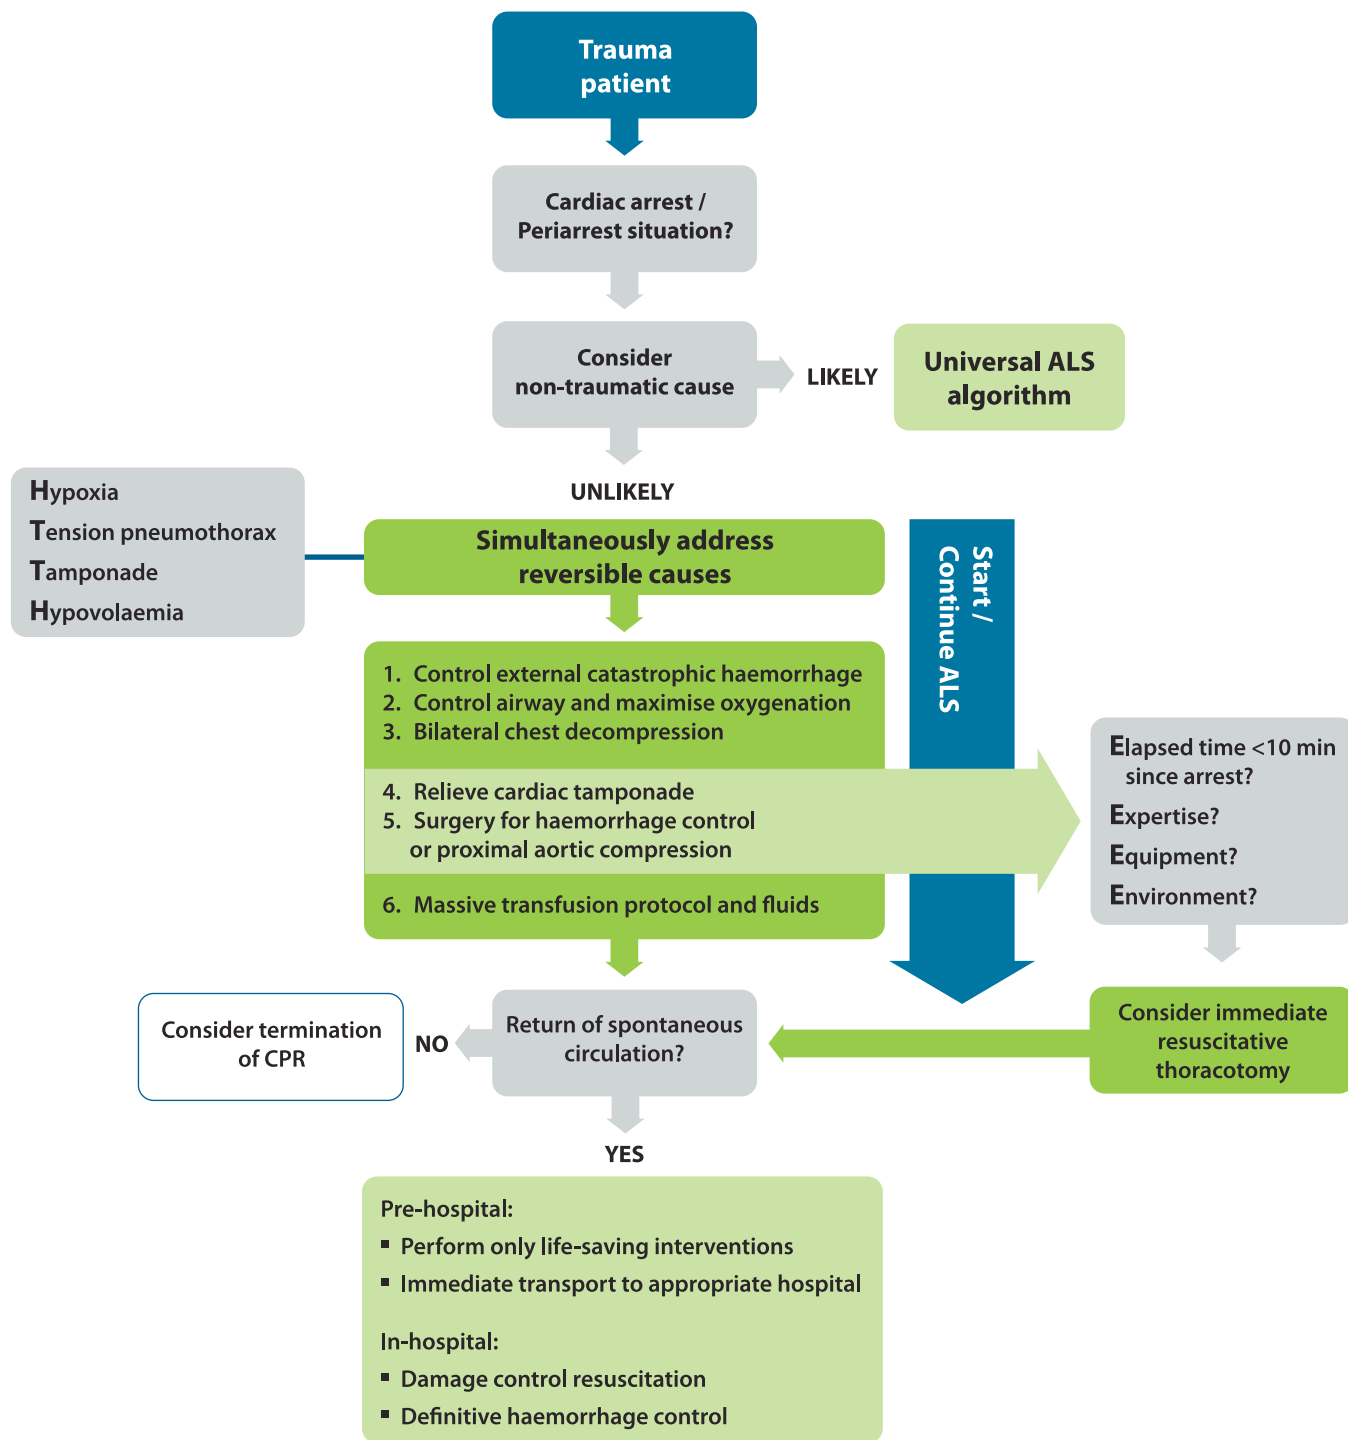 Trauma
patient
Cardiac arrest /
Periarrest situation?
Consider
non-traumatic cause
LIKELY
Universal ALS
algorithm
UNLIKELY
Hypoxia
Tension pneumothorax
Tamponade
Hypovolaemia
Simultaneously address
reversible causes
Start /
Continue ALS
1. Control external catastrophic haemorrhage
2. Control airway and maximise oxygenation
3. Bilateral chest decompression
4. Relieve cardiac tamponade
5. Surgery for haemorrhage control
or proximal aortic compression
6. Massive transfusion protocol and fluids
Elapsed time <10 min
since arrest?
Expertise?
Equipment?
Environment?
Consider immediate
resuscitative
thoracotomy
Return of spontaneous
circulation?
NO
Consider termination
of CPR
YES
Pre-hospital:
▪ Perform only life-saving interventions
▪ Immediate transport to appropriate hospital
In-hospital:
▪ Damage control resuscitation
▪ Definitive haemorrhage control